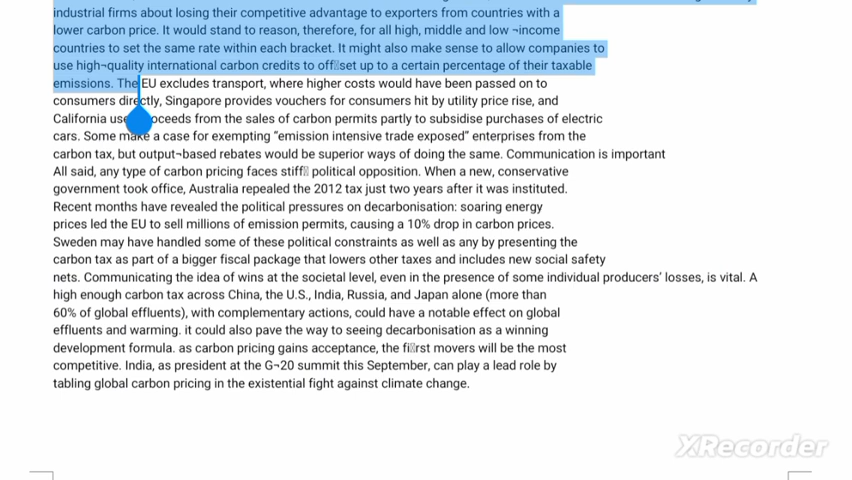 industrial firms about losing their competitive advantage to exporters from countries with a
lower carbon price. It would stand to reason, therefore, for all high, middle and low ¬income
countries to set the same rate within each bracket. It might also make sense to allow companies to
use high¬quality international carbon credits to off set up to a certain percentage of their taxable
emissions. The EU excludes transport, where higher costs would have been passed on to
consumers directly, Singapore provides vouchers for consumers hit by utility price rise, and
California use oceeds from the sales of carbon permits partly to subsidise purchases of electric
cars. Some make a case for exempting “emission intensive trade exposed” enterprises from the
carbon tax, but output¬based rebates would be superior ways of doing the same. Communication is important
All said, any type of carbon pricing faces stiff political opposition. When a new, conservative
government took office, Australia repealed the 2012 tax just two years after it was instituted.
Recent months have revealed the political pressures on decarbonisation: soaring energy
prices led the EU to sell millions of emission permits, causing a 10% drop in carbon prices.
Sweden may have handled some of these political constraints as well as any by presenting the
carbon tax as part of a bigger fiscal package that lowers other taxes and includes new social safety
nets. Communicating the idea of wins at the societal level, even in the presence of some individual producers’ losses, is vital. A
high enough carbon tax across China, the U.S., India, Russia, and Japan alone (more than
60% of global effluents), with complementary actions, could have a notable effect on global
effluents and warming. it could also pave the way to seeing decarbonisation as a winning
development formula. as carbon pricing gains acceptance, the fi rst movers will be the most
competitive. India, as president at the G¬20 summit this September, can play a lead role by
tabling global carbon pricing in the existential fight against climate change.
XRecorder